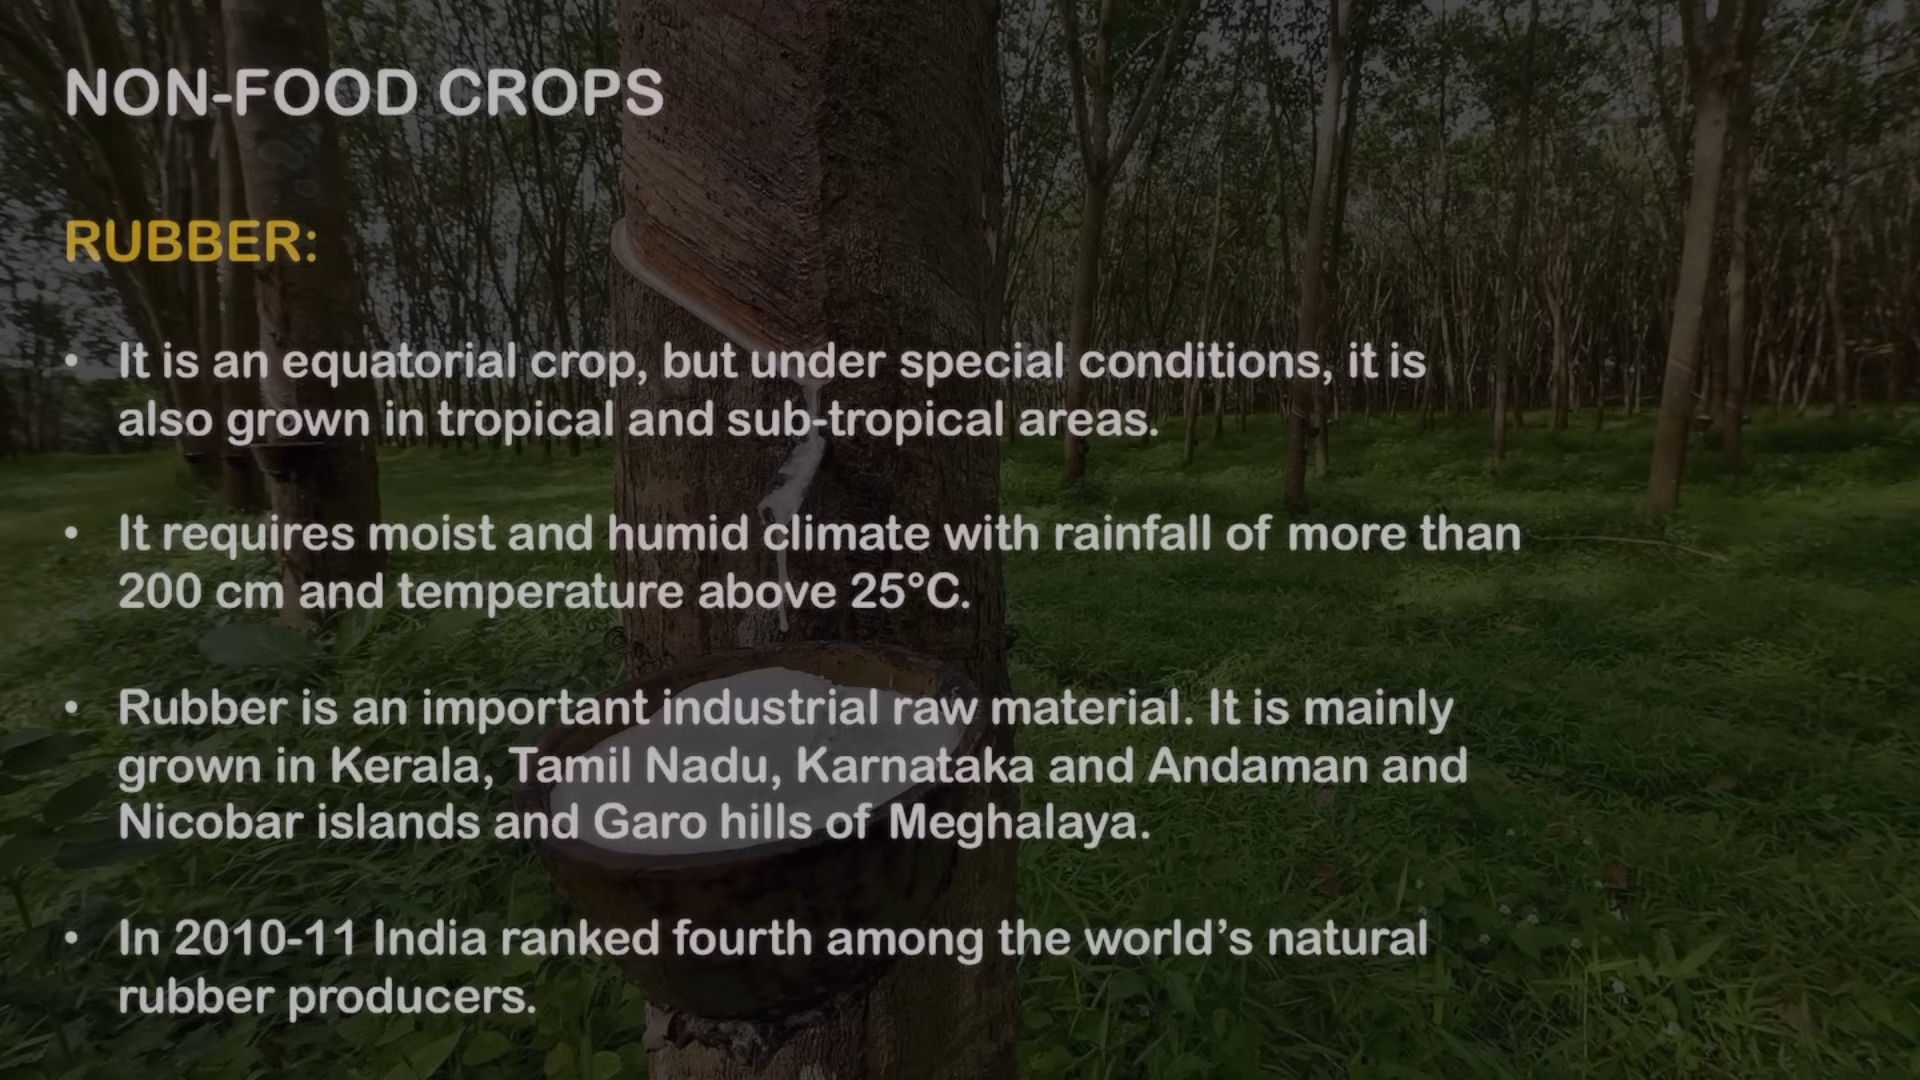 NON-FOOD CROPS
RUBBER:
• It is an equatorial crop, but under special conditions, it is
also grown in tropical and sub-tropical areas.
• It requires moist and humid climate with rainfall of more than
200 cm and temperature above 25°C.
• Rubber is an important industrial raw material. It is mainly
grown in Kerala, Tamil Nadu, Karnataka and Andaman and
Nicobar islands and Garo hills of Meghalaya.
• In 2010-11 India ranked fourth among the world’s natural
rubber producers.